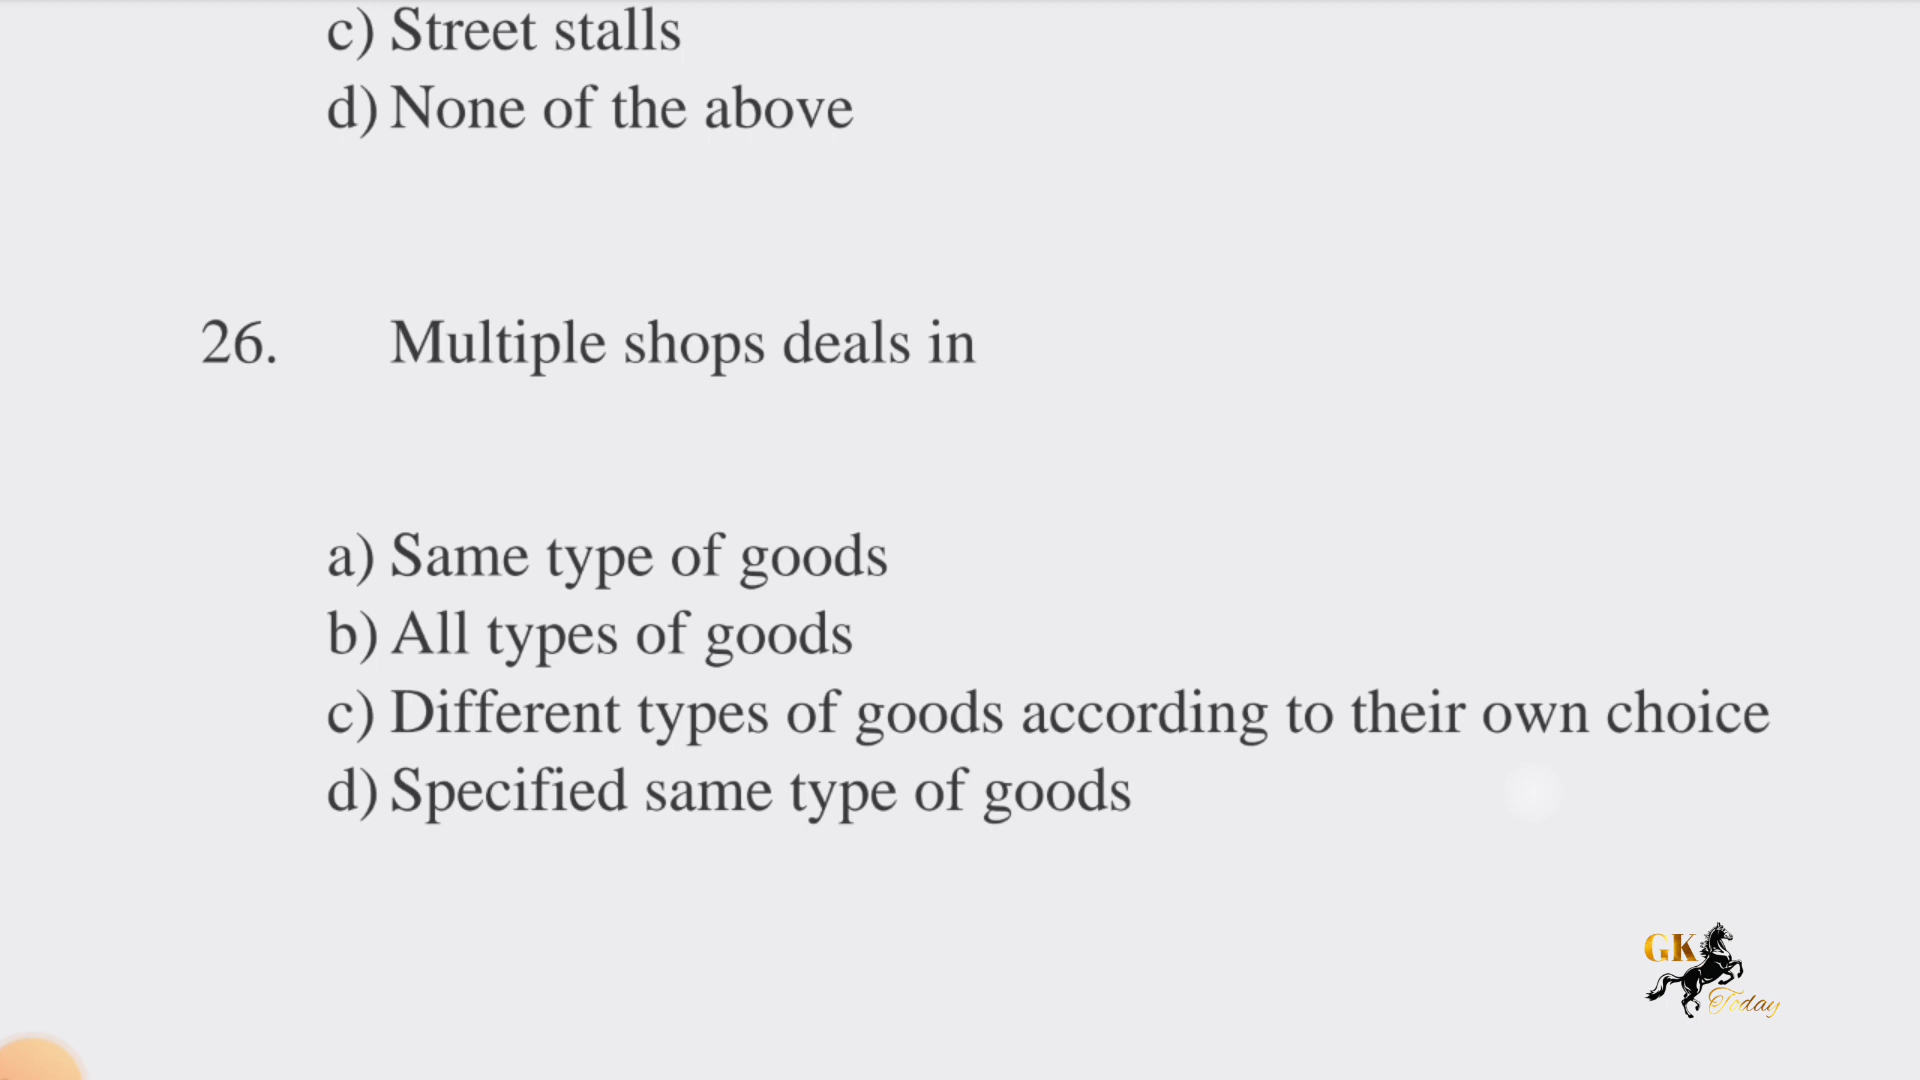 c) Street stalls
d) None of the above
26. Multiple shops deals in
a) Same type of goods
b) All types of goods
c) Different types of goods according to their own choice
d) Specified same type of goods
GK
Today